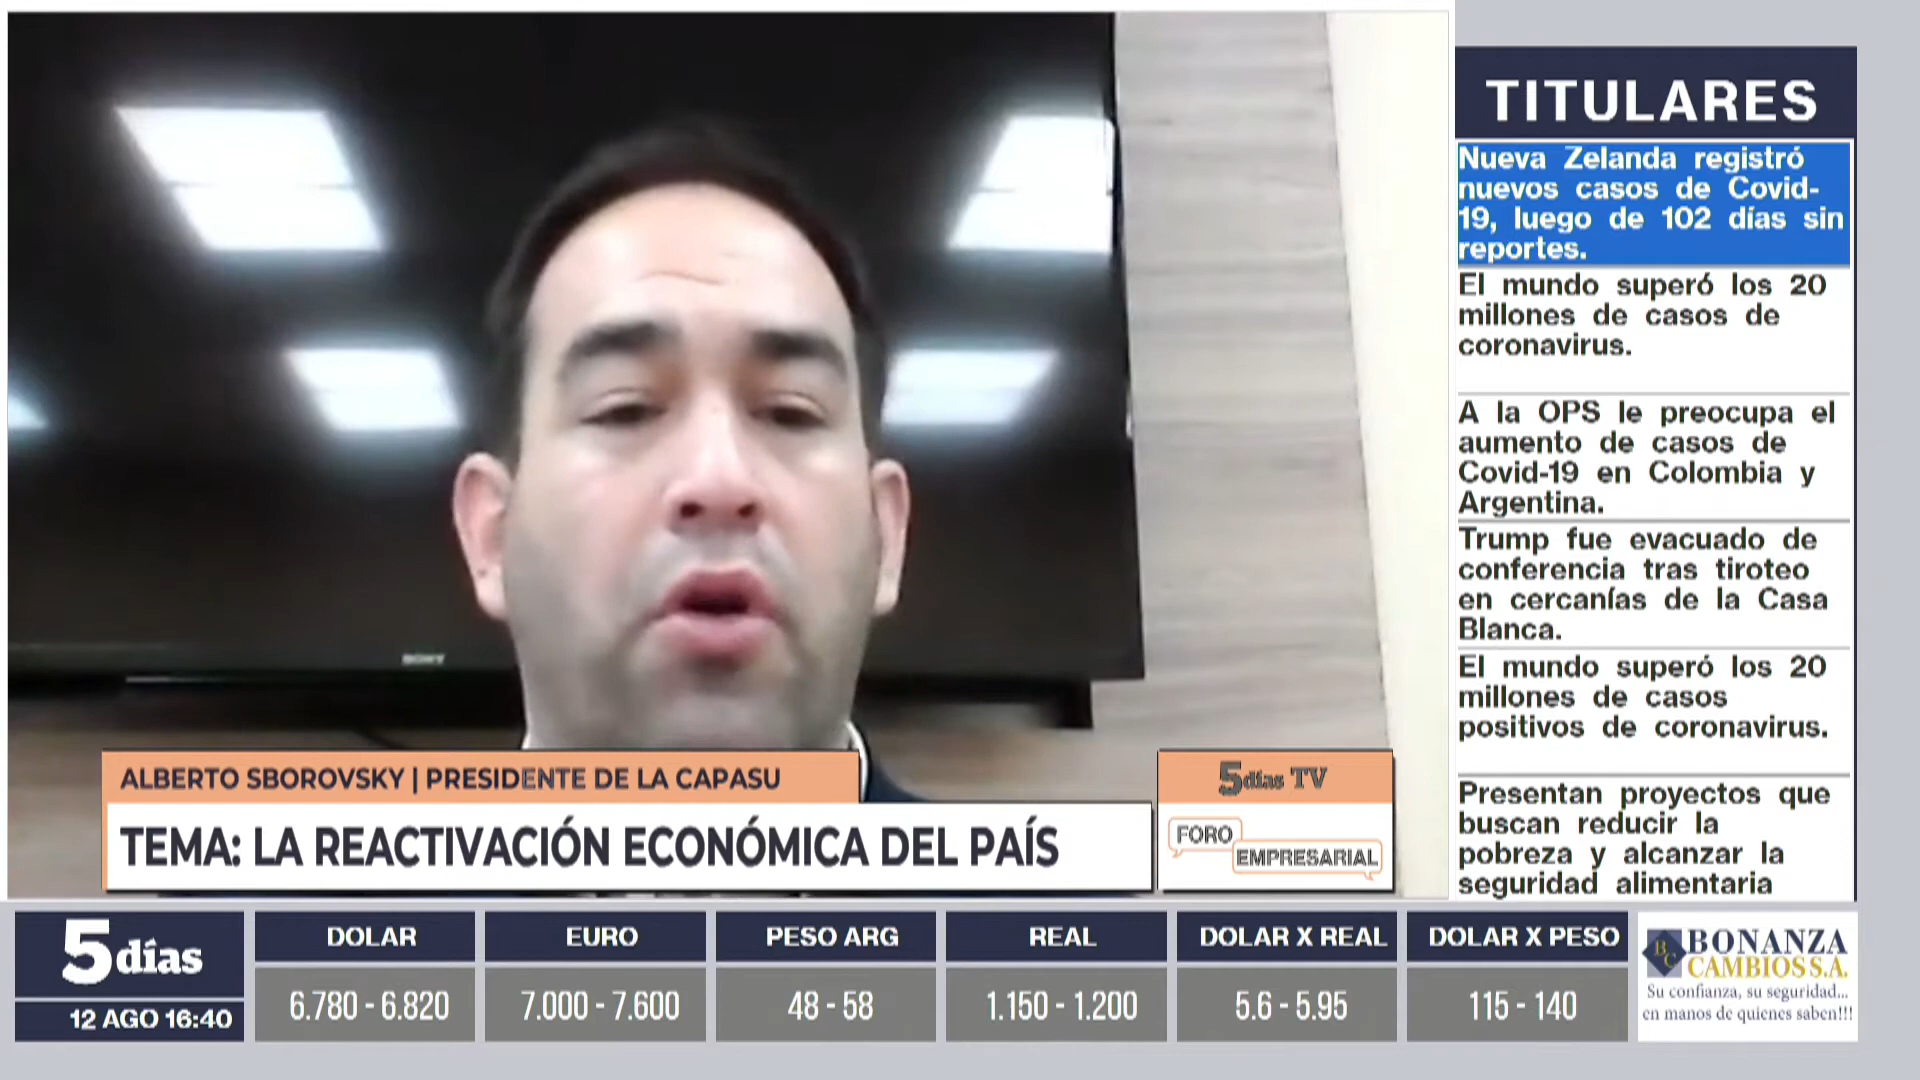 SONY
ALBERTO SBOROVSKY | PRESIDENTE DE LA CAPASU
TEMA: LA REACTIVACIÓN ECONÓMICA DEL PAÍS
5días TV
FORO
EMPRESARIAL
TITULARES
Nueva Zelanda registró
nuevos casos de Covid-
19, luego de 102 días sin
reportes.
El mundo superó los 20
millones de casos de
coronavirus.
A la OPS le preocupa el
aumento de casos de
Covid-19 en Colombia y
Argentina.
Trump fue evacuado de
conferencia tras tiroteo
en cercanías de la Casa
Blanca.
El mundo superó los 20
millones de casos
positivos de coronavirus.
Presentan proyectos que
buscan reducir la
pobreza y alcanzar la
seguridad alimentaria
5días
12 AGO 16:40
DOLAR
6.780 - 6.820
EURO
7.000 - 7.600
PESO ARG
48 - 58
REAL
1.150 - 1.200
DOLAR X REAL
5.6 - 5.95
DOLAR X PESO
115 - 140
BC
BONANZA
CAMBIOS S.A.
Su confianza, su seguridad...
en manos de quienes saben!!!